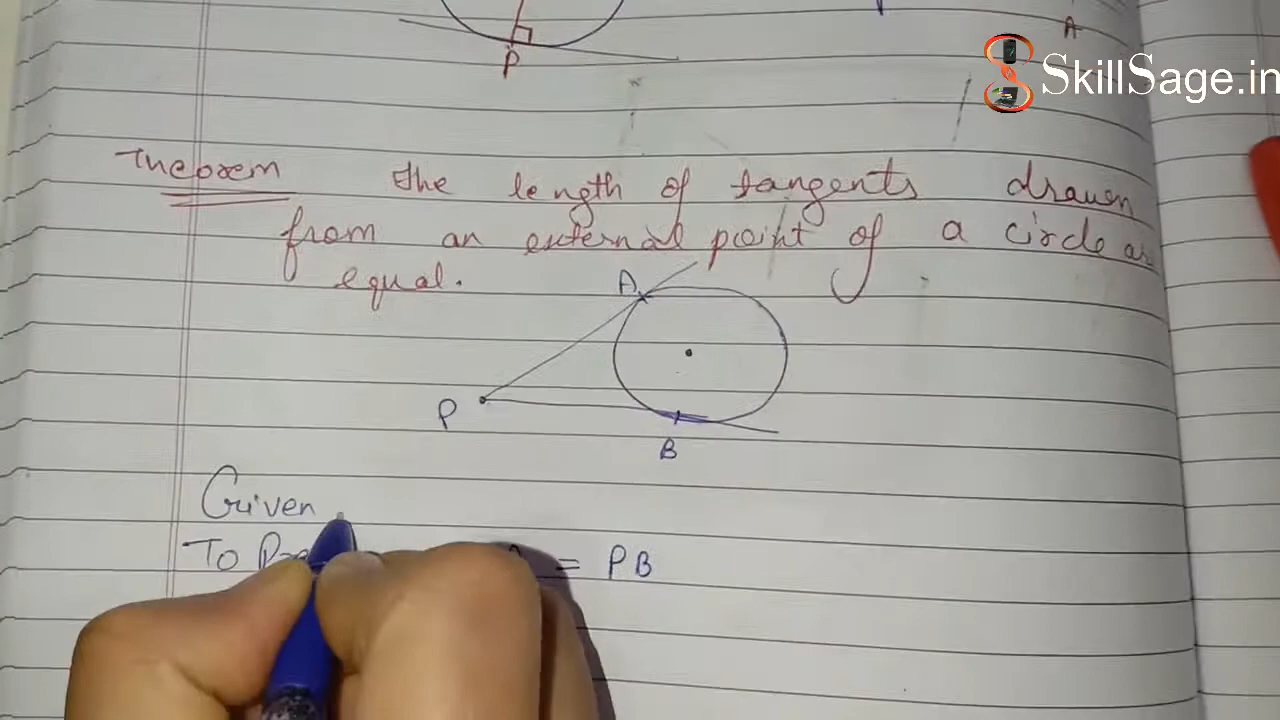 A
P
SkillSage.in
Theorem The length of tangents drawn
from an external point of a circle are
equal.
A
P
B
Given
To = PB